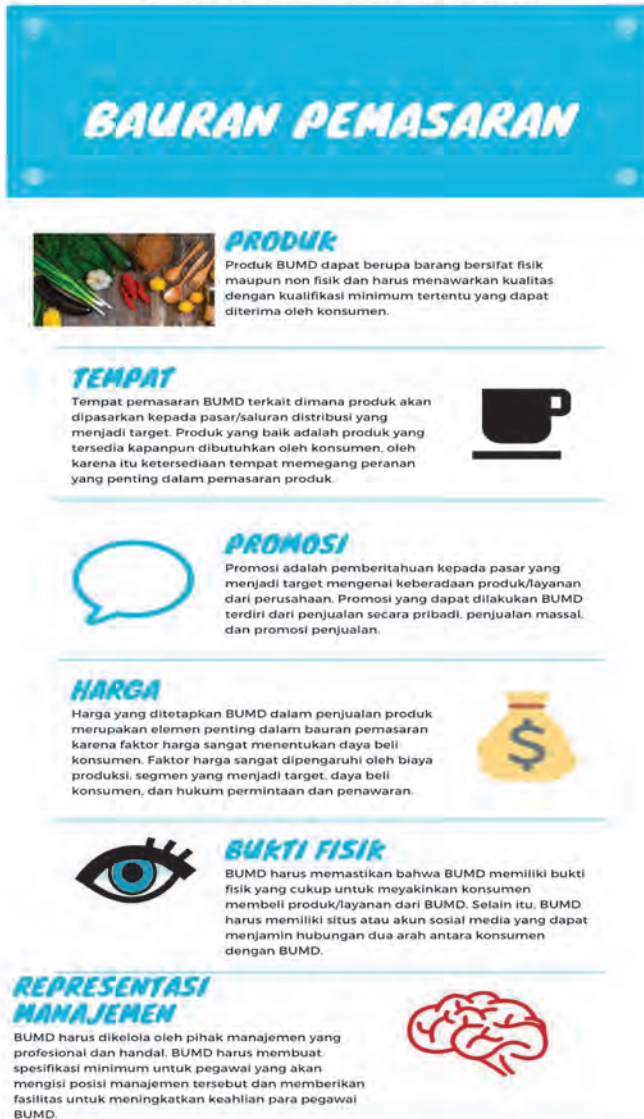 BAURAN PEMASARAN
PRODUK
Produk BUMD dapat berupa barang bersifat fisik
maupun non fisik dan harus menawarkan kualitas
dengan kualifikasi minimum tertentu yang dapat
diterima oleh konsumen.
TEMPAT
Tempat pemasaran BUMD terkait dimana produk akan
dipasarkan kepada pasar/saluran distribusi yang
menjadi target. Produk yang baik adalah produk yang
tersedia kapanpun dibutuhkan oleh konsumen, oleh
karena itu ketersediaan tempat memegang peranan
yang penting dalam pemasaran produk.
PROMOSI
Promosi adalah pemberitahuan kepada pasar yang
menjadi target mengenai keberadaan produk/layanan
dari perusahaan. Promosi yang dapat dilakukan BUMD
terdiri dari penjualan secara pribadi, penjualan massal,
dan promosi penjualan.
HARGA
Harga yang ditetapkan BUMD dalam penjualan produk
merupakan elemen penting dalam bauran pemasaran
karena faktor harga sangat menentukan daya beli
konsumen. Faktor harga sangat dipengaruhi oleh biaya
produksi, segmen yang menjadi target, daya beli
konsumen, dan hukum permintaan dan penawaran.
$
BUKTI FISIK
BUMD harus memastikan bahwa BUMD memiliki bukti
fisik yang cukup untuk meyakinkan konsumen
membeli produk/layanan dari BUMD. Selain itu, BUMD
harus memiliki situs atau akun sosial media yang dapat
menjamin hubungan dua arah antara konsumen
dengan BUMD.
REPRESENTASI
MANAJEMEN
BUMD harus dikelola oleh pihak manajemen yang
profesional dan handal. BUMD harus membuat
spesifikasi minimum untuk pegawai yang akan
mengisi posisi manajemen tersebut dan memberikan
fasilitas untuk meningkatkan keahlian para pegawai
BUMD.